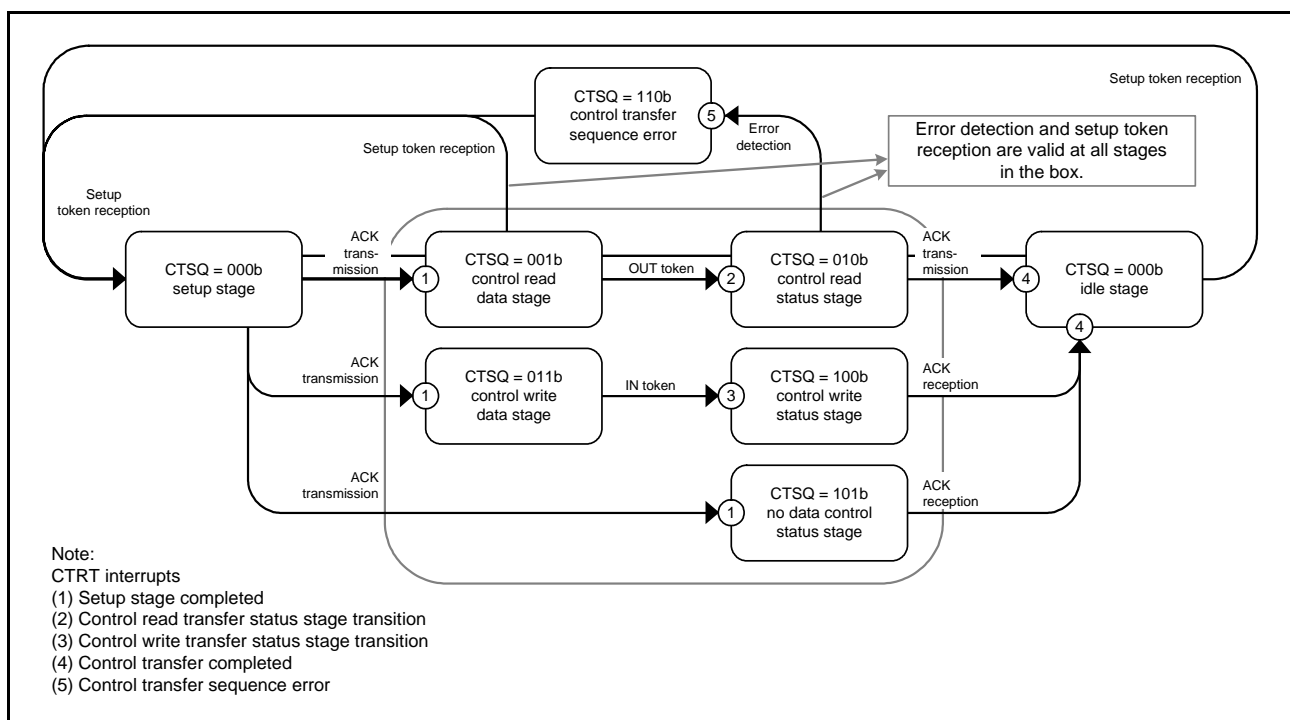 Setup token reception
CTSQ = 110b
control transfer
sequence error
5
Error
detection
Setup token reception
Error detection and setup token
reception are valid at all stages
in the box.
Setup
token reception
CTSQ = 000b
setup stage
ACK
trans-
mission
1
CTSQ = 001b
control read
data stage
OUT token
2
CTSQ = 010b
control read
status stage
ACK
trans-
mission
4
CTSQ = 000b
idle stage
4
ACK
transmission
1
CTSQ = 011b
control write
data stage
IN token
3
CTSQ = 100b
control write
status stage
ACK
reception
ACK
transmission
1
CTSQ = 101b
no data control
status stage
ACK
reception
Note:
CTRT interrupts
(1) Setup stage completed
(2) Control read transfer status stage transition
(3) Control write transfer status stage transition
(4) Control transfer completed
(5) Control transfer sequence error